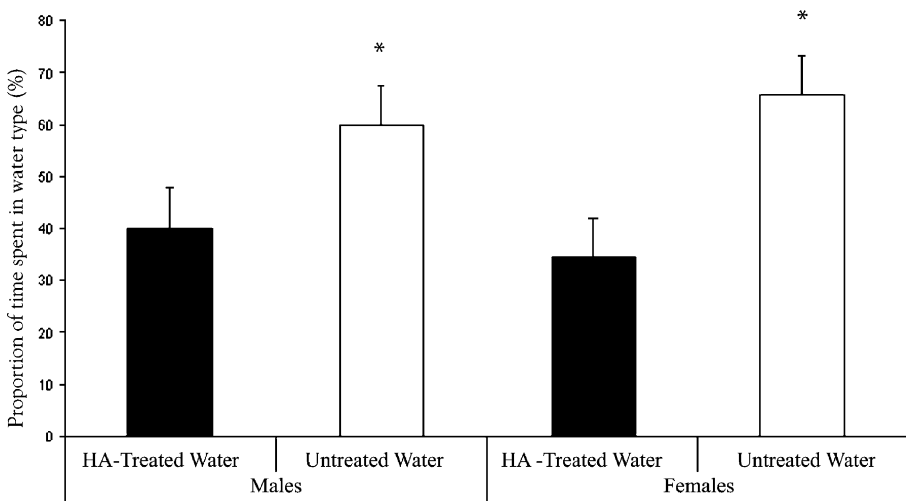 Proportion of time spent in water type (%)
80
70
60
50
40
30
20
10
0
*
*
HA-Treated Water
Untreated Water
HA -Treated Water
Untreated Water
Males
Females